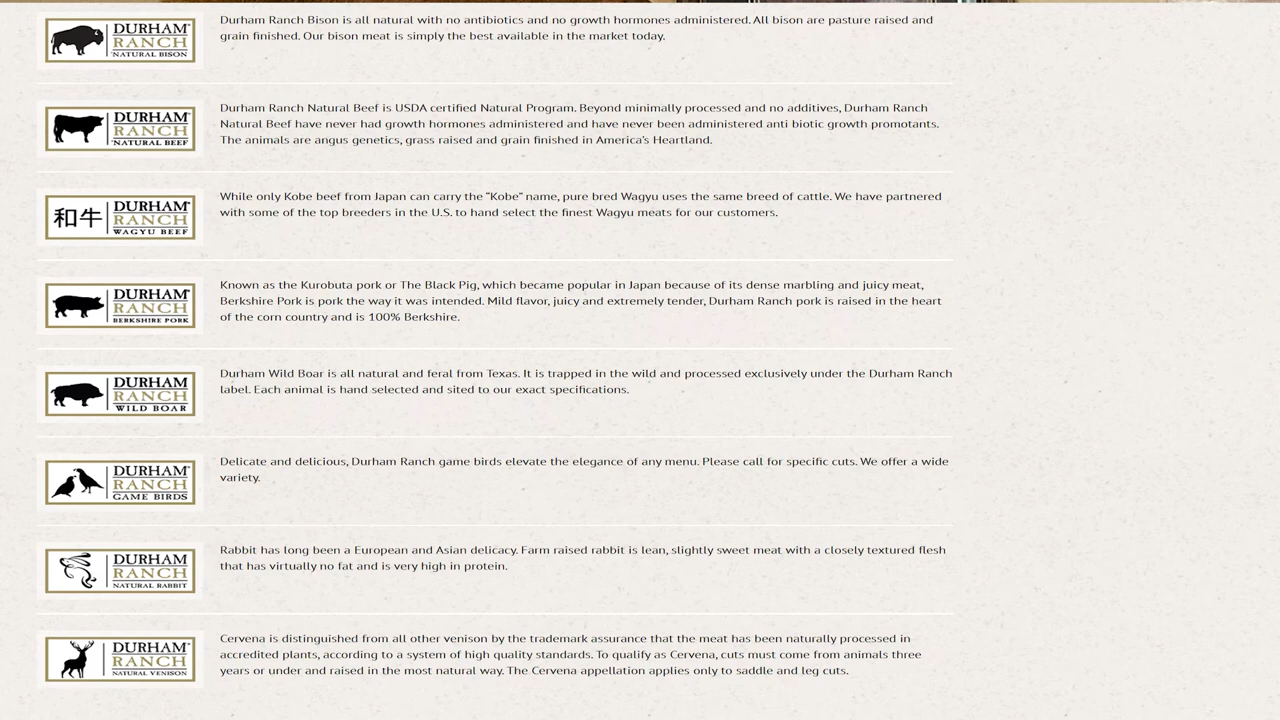 DURHAM
RANCH
NATURAL BISON
Durham Ranch Bison is all natural with no antibiotics and no growth hormones administered. All bison are pasture raised and
grain finished. Our bison meat is simply the best available in the market today.
DURHAM
RANCH
NATURAL BEEF
Durham Ranch Natural Beef is USDA certified Natural Program. Beyond minimally processed and no additives, Durham Ranch
Natural Beef have never had growth hormones administered and have never been administered anti biotic growth promotants.
The animals are angus genetics, grass raised and grain finished in America's Heartland.
和牛
DURHAM
RANCH
WAGYU BEEF
While only Kobe beef from Japan can carry the "Kobe" name, pure bred Wagyu uses the same breed of cattle. We have partnered
with some of the top breeders in the U.S. to hand select the finest Wagyu meats for our customers.
DURHAM
RANCH
BERKSHIRE PORK
Known as the Kurobuta pork or The Black Pig, which became popular in Japan because of its dense marbling and juicy meat,
Berkshire Pork is pork the way it was intended. Mild flavor, juicy and extremely tender, Durham Ranch pork is raised in the heart
of the corn country and is 100% Berkshire.
DURHAM
RANCH
WILD BOAR
Durham Wild Boar is all natural and feral from Texas. It is trapped in the wild and processed exclusively under the Durham Ranch
label. Each animal is hand selected and sited to our exact specifications.
DURHAM
RANCH
GAME BIRDS
Delicate and delicious, Durham Ranch game birds elevate the elegance of any menu. Please call for specific cuts. We offer a wide
variety.
DURHAM
RANCH
NATURAL RABBIT
Rabbit has long been a European and Asian delicacy. Farm raised rabbit is lean, slightly sweet meat with a closely textured flesh
that has virtually no fat and is very high in protein.
DURHAM
RANCH
NATURAL VENISON
Cervena is distinguished from all other venison by the trademark assurance that the meat has been naturally processed in
accredited plants, according to a system of high quality standards. To qualify as Cervena, cuts must come from animals three
years or under and raised in the most natural way. The Cervena appellation applies only to saddle and leg cuts.